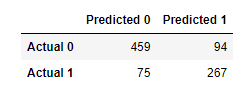 Predicted 0 Predicted 1
Actual 0 459 94
Actual 1 75 267